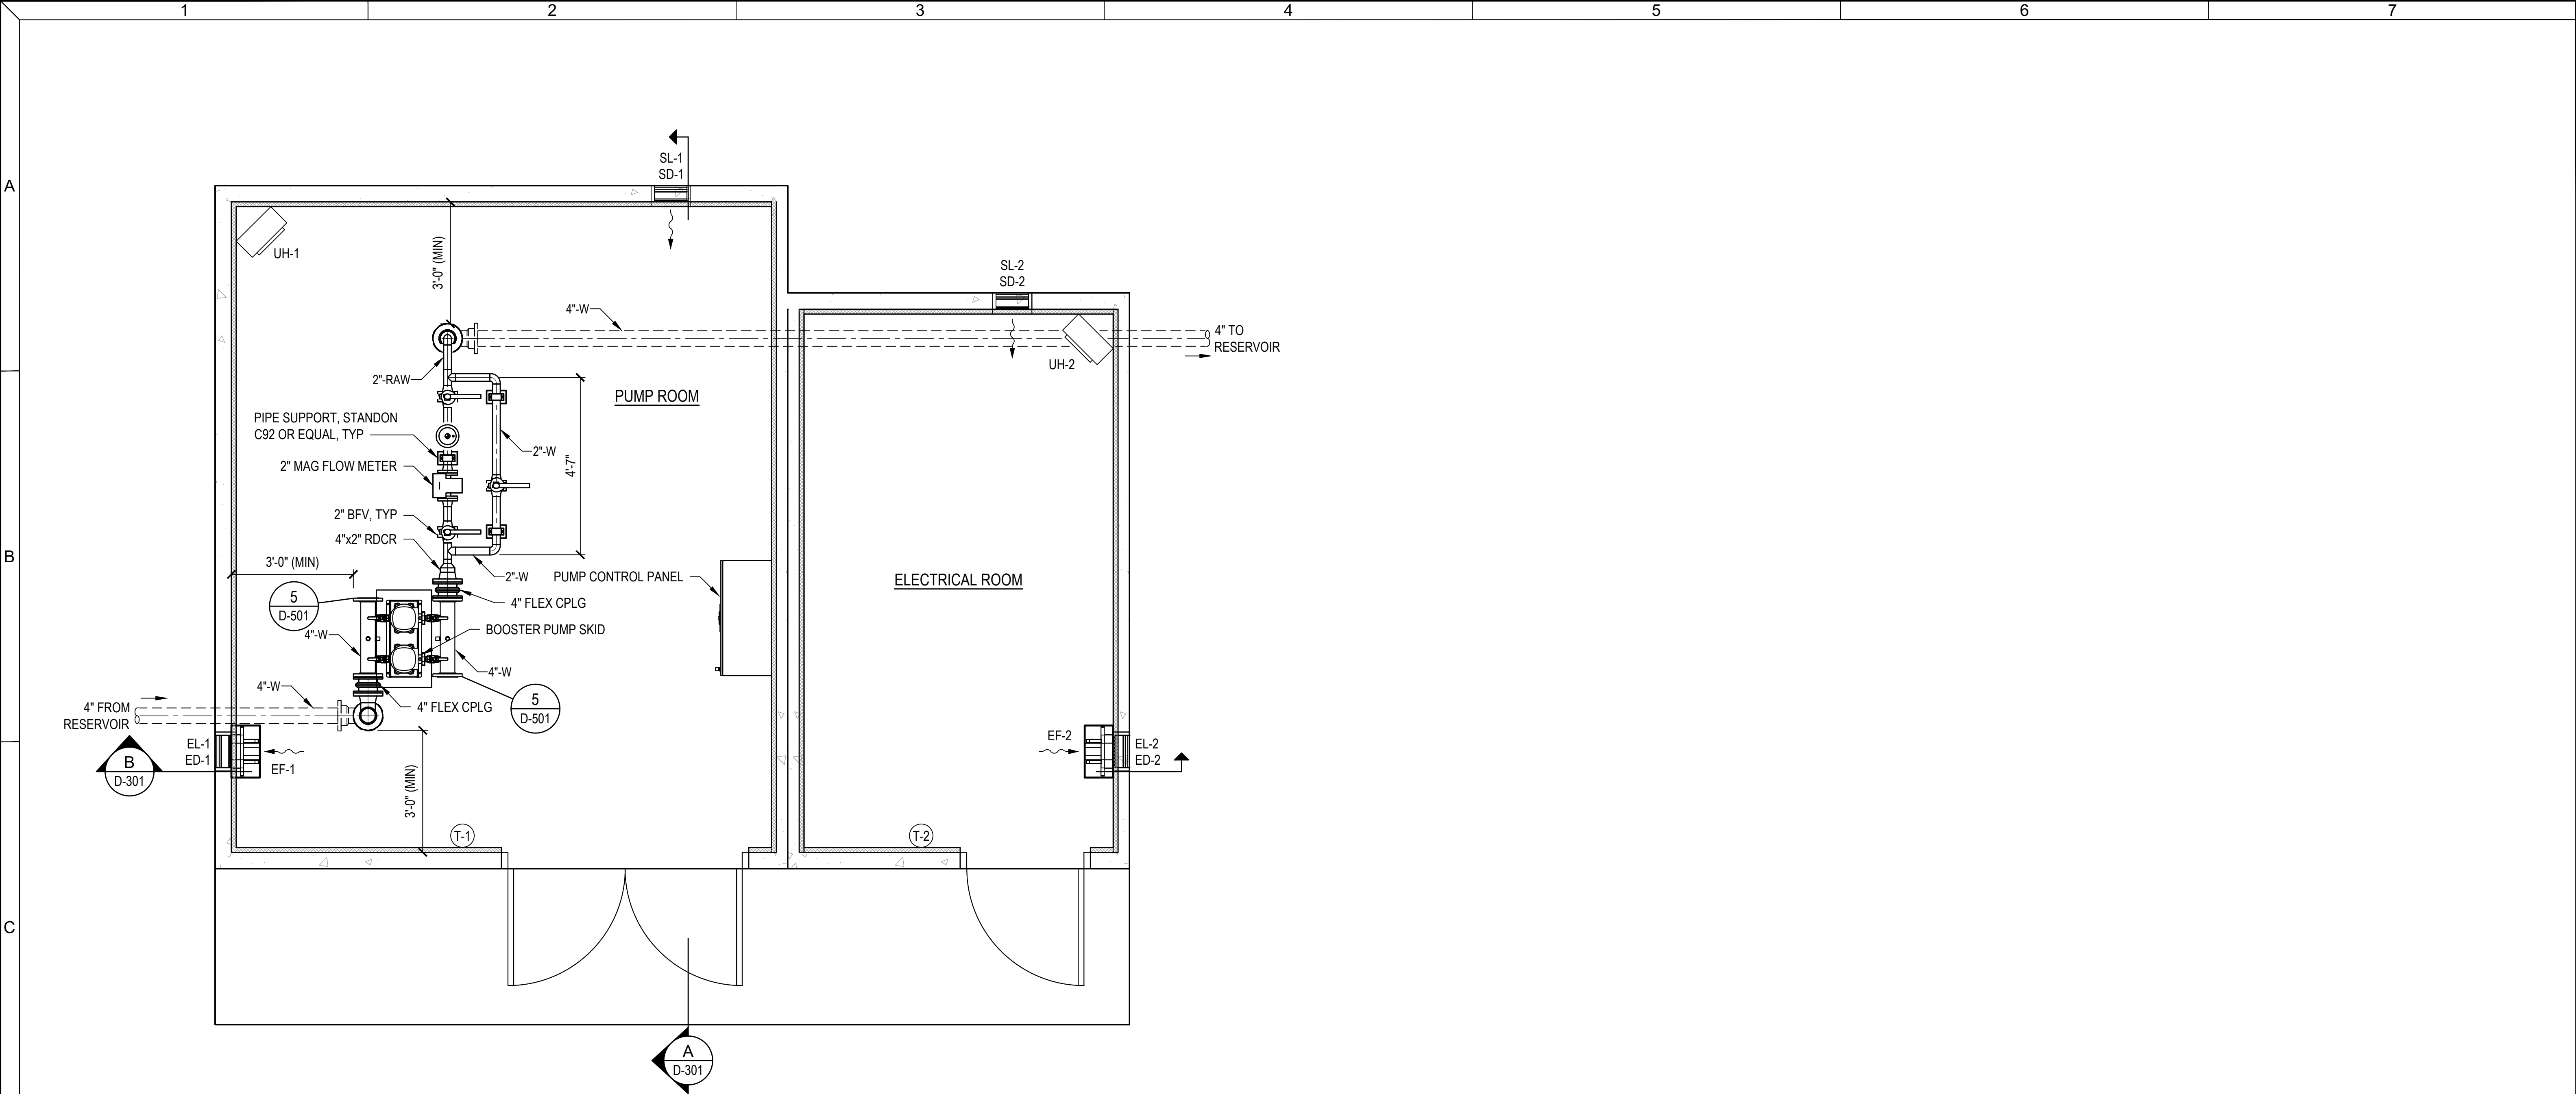 1
2
3
4
5
6
7
A
B
C
SL-1
SD-1
3'-0" (MIN)
UH-1
SL-2
SD-2
4"-W
4" TO
RESERVOIR
UH-2
2"-RAW
PUMP ROOM
PIPE SUPPORT, STANDON
C92 OR EQUAL, TYP
2"-W
4'-7"
2" MAG FLOW METER
2" BFV, TYP
4"x2" RDCR
3'-0" (MIN)
2"-W
PUMP CONTROL PANEL
ELECTRICAL ROOM
5
D-501
4" FLEX CPLG
4"-W
BOOSTER PUMP SKID
4"-W
4"-W
4" FROM
RESERVOIR
4" FLEX CPLG
5
D-501
EL-1
ED-1
EF-1
B
D-301
3'-0" (MIN)
EF-2
EL-2
ED-2
T-1
T-2
A
D-301